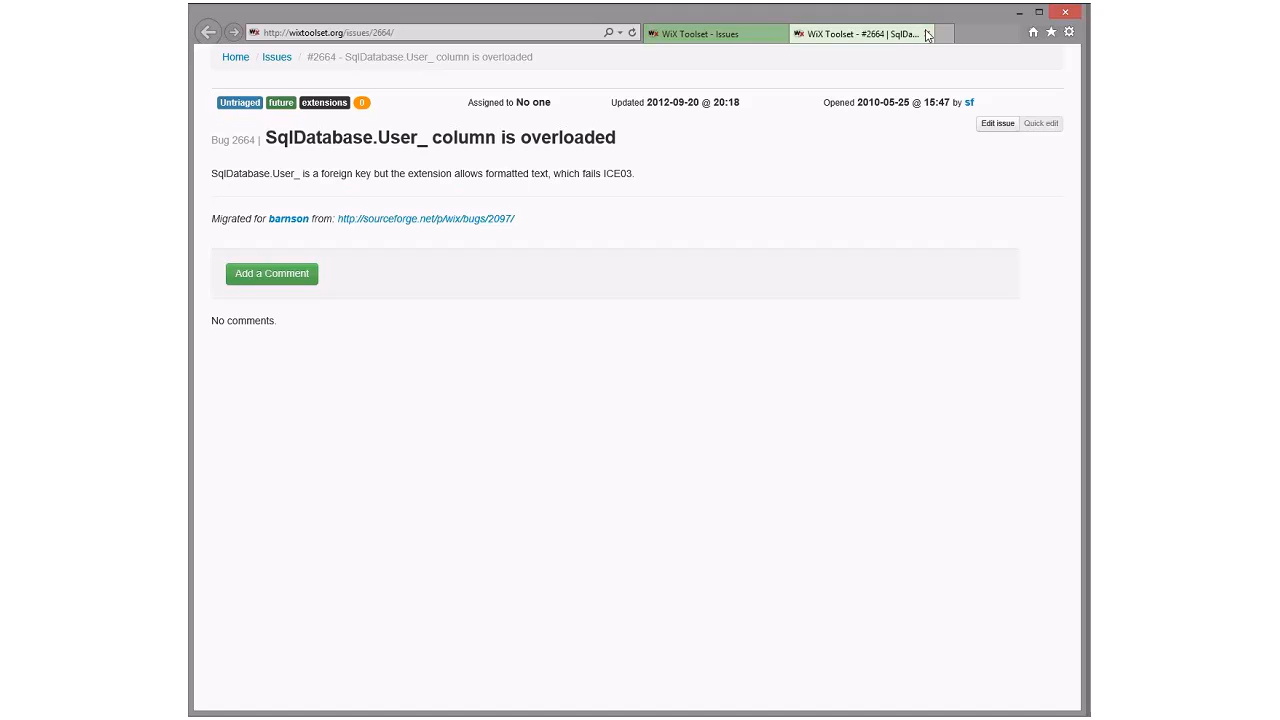 http://wixtoolset.org/issues/2664/
WiX Toolset - Issues
WiX Toolset - #2664 | SqlDa...
Home / Issues / #2664 - SqlDatabase.User_ column is overloaded
Untriaged future extensions 0
Assigned to No one
Updated 2012-09-20 @ 20:18
Opened 2010-05-25 @ 15:47 by sf
Edit issue Quick edit
Bug 2664 | SqlDatabase.User_ column is overloaded
SqlDatabase.User_ is a foreign key but the extension allows formatted text, which fails ICE03.
Migrated for barnson from: http://sourceforge.net/p/wix/bugs/2097/
Add a Comment
No comments.